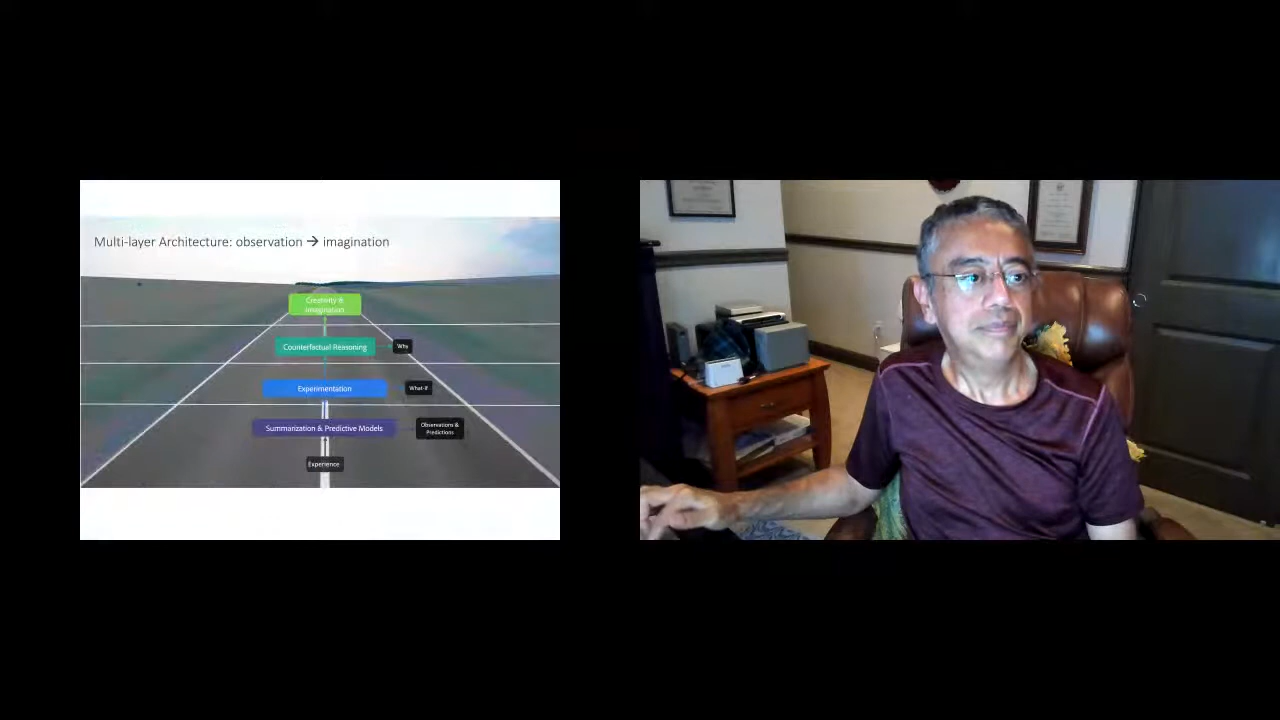 Multi-layer Architecture: observation → imagination
Creativity &
Imagination
Counterfactual Reasoning
Why
Experimentation
What-if
Summarization & Predictive Models
Observations &
Predictions
Experience